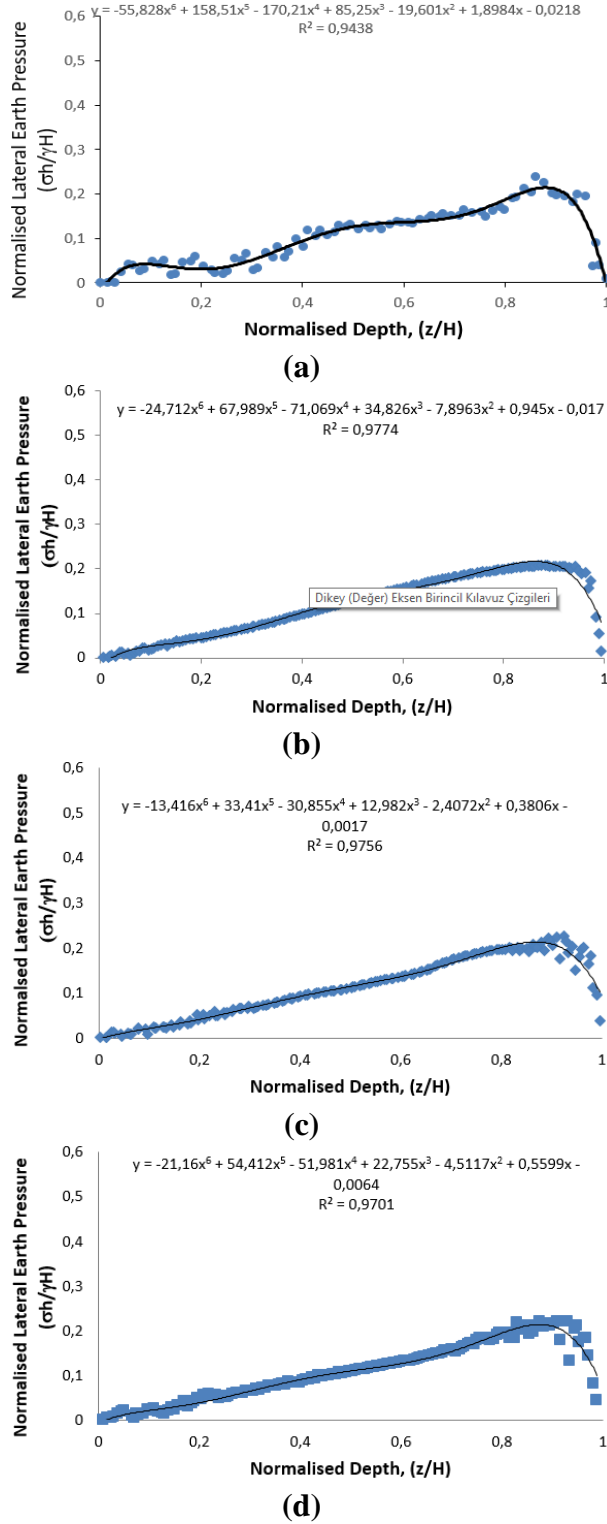 y = -55,828x⁶ + 158,51x⁵ - 170,21x⁴ + 85,25x³ - 19,601x² + 1,8984x - 0,0218
R² = 0,9438
Normalised Lateral Earth Pressure
(σh/γH)
0,6
0,5
0,4
0,3
0,2
0,1
0
0 0,2 0,4 0,6 0,8 1
Normalised Depth, (z/H)
(a)
y = -24,712x⁶ + 67,989x⁵ - 71,069x⁴ + 34,826x³ - 7,8963x² + 0,945x - 0,017
R² = 0,9774
Normalised Lateral Earth Pressure
(σh/γH)
0,6
0,5
0,4
0,3
0,2
0,1
0
Dikey (Değer) Eksen Birincil Kılavuz Çizgileri
0 0,2 0,4 0,6 0,8 1
Normalised Depth, (z/H)
(b)
y = -13,416x⁶ + 33,41x⁵ - 30,855x⁴ + 12,982x³ - 2,4072x² + 0,3806x -
0,0017
R² = 0,9756
Normalised Lateral Earth Pressure
(σh/γH)
0,6
0,5
0,4
0,3
0,2
0,1
0
0 0,2 0,4 0,6 0,8 1
Normalised Depth, (z/H)
(c)
y = -21,16x⁶ + 54,412x⁵ - 51,981x⁴ + 22,755x³ - 4,5117x² + 0,5599x -
0,0064
R² = 0,9701
Normalised Lateral Earth Pressure
(σh/γH)
0,6
0,5
0,4
0,3
0,2
0,1
0
0 0,2 0,4 0,6 0,8 1
Normalised Depth, (z/H)
(d)